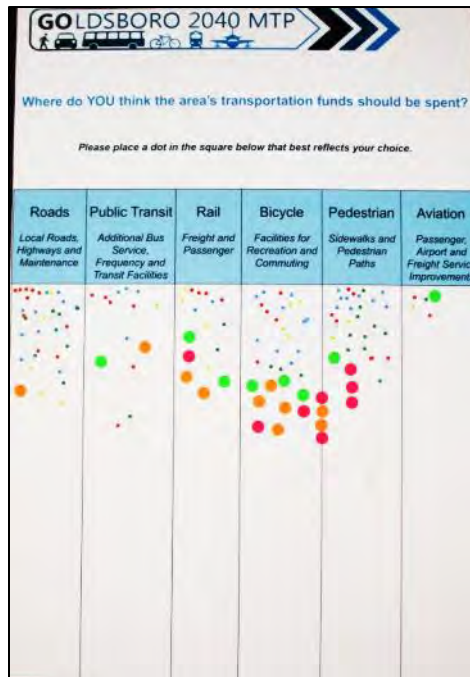 GOLDSBORO 2040 MTP
Where do YOU think the area's transportation funds should be spent?
Please place a dot in the square below that best reflects your choice.
Roads
Local Roads,
Highways and
Maintenance
Public Transit
Additional Bus
Service,
Frequency and
Transit Facilities
Rail
Freight and
Passenger
Bicycle
Facilities for
Recreation and
Commuting
Pedestrian
Sidewalks and
Pedestrian
Paths
Aviation
Passenger,
Airport and
Freight Service
Improvement